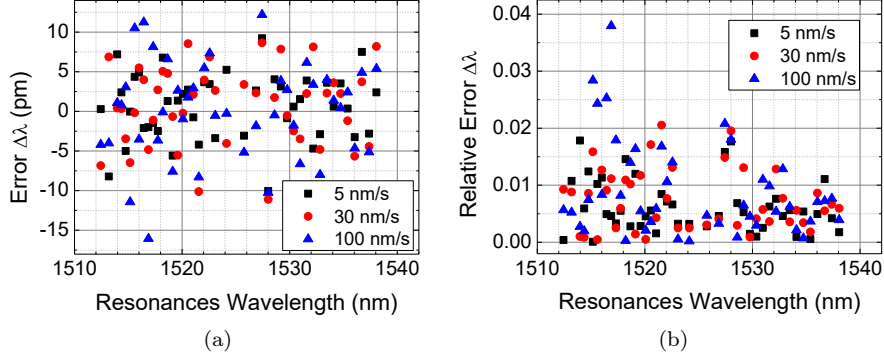 10
5
0
-5
-10
-15
Error Δλ (pm)
5 nm/s
30 nm/s
100 nm/s
1510 1520 1530 1540
Resonances Wavelength (nm)
(a)
0.04
0.03
0.02
0.01
0.00
Relative Error Δλ
5 nm/s
30 nm/s
100 nm/s
1510 1520 1530 1540
Resonances Wavelength (nm)
(b)